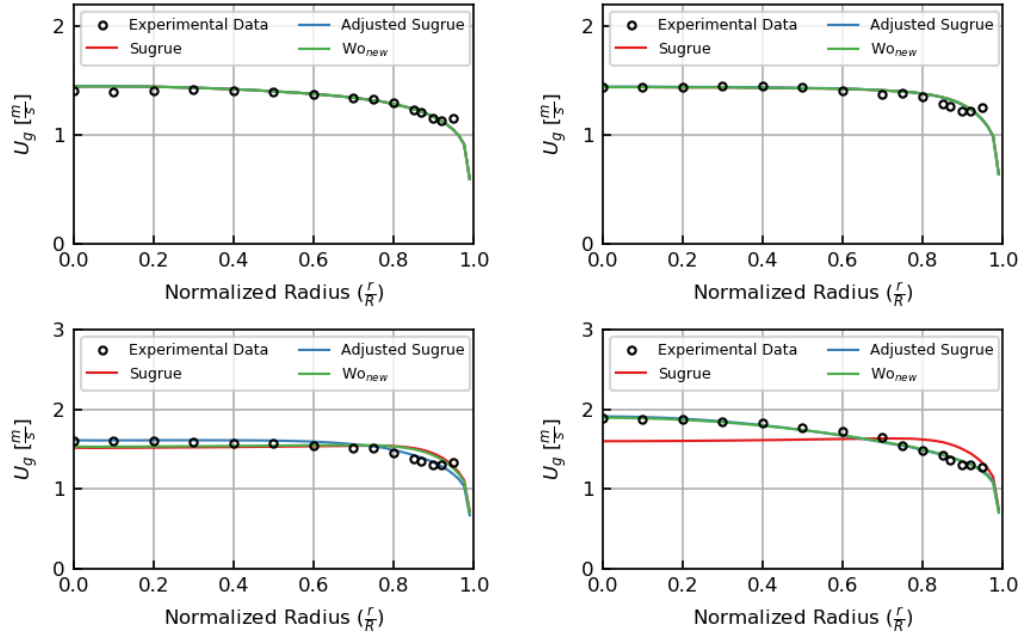 2
1
0
U_g [m/s]
Experimental Data
Sugrue
Adjusted Sugrue
Wo_new
0.0 0.2 0.4 0.6 0.8 1.0
Normalized Radius (r/R)
2
1
0
U_g [m/s]
Experimental Data
Sugrue
Adjusted Sugrue
Wo_new
0.0 0.2 0.4 0.6 0.8 1.0
Normalized Radius (r/R)
3
2
1
0
U_g [m/s]
Experimental Data
Sugrue
Adjusted Sugrue
Wo_new
0.0 0.2 0.4 0.6 0.8 1.0
Normalized Radius (r/R)
3
2
1
0
U_g [m/s]
Experimental Data
Sugrue
Adjusted Sugrue
Wo_new
0.0 0.2 0.4 0.6 0.8 1.0
Normalized Radius (r/R)